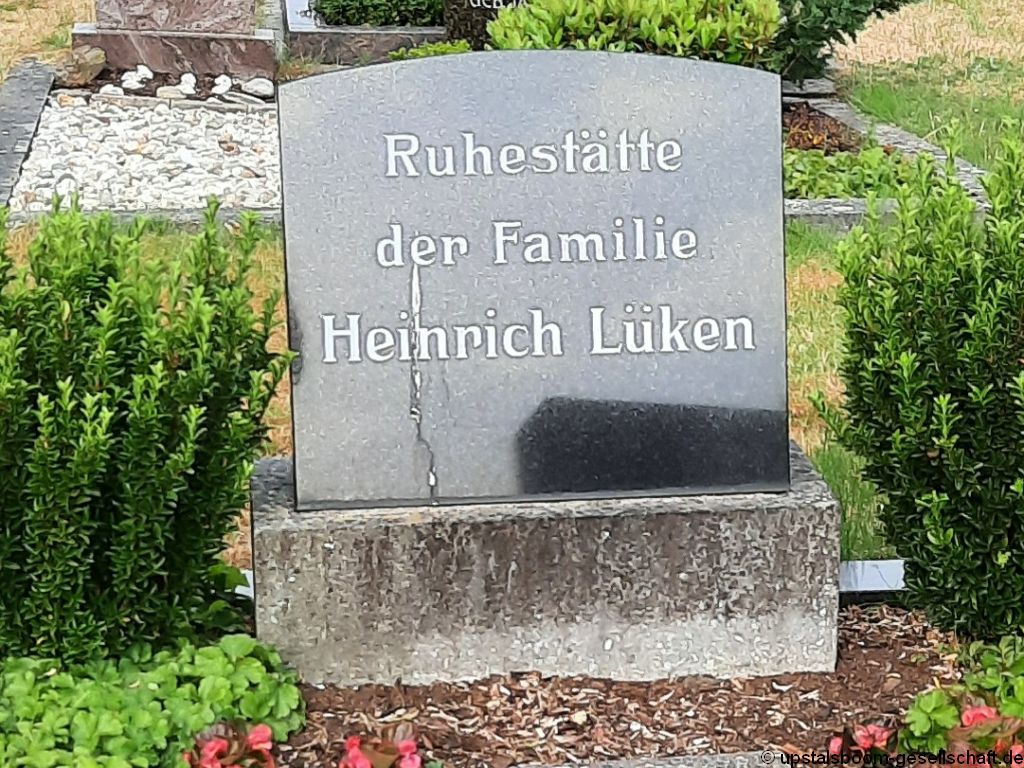 Ruhestätte
der Familie
Heinrich Lüken
© upstalsboom-gesellschaft.de